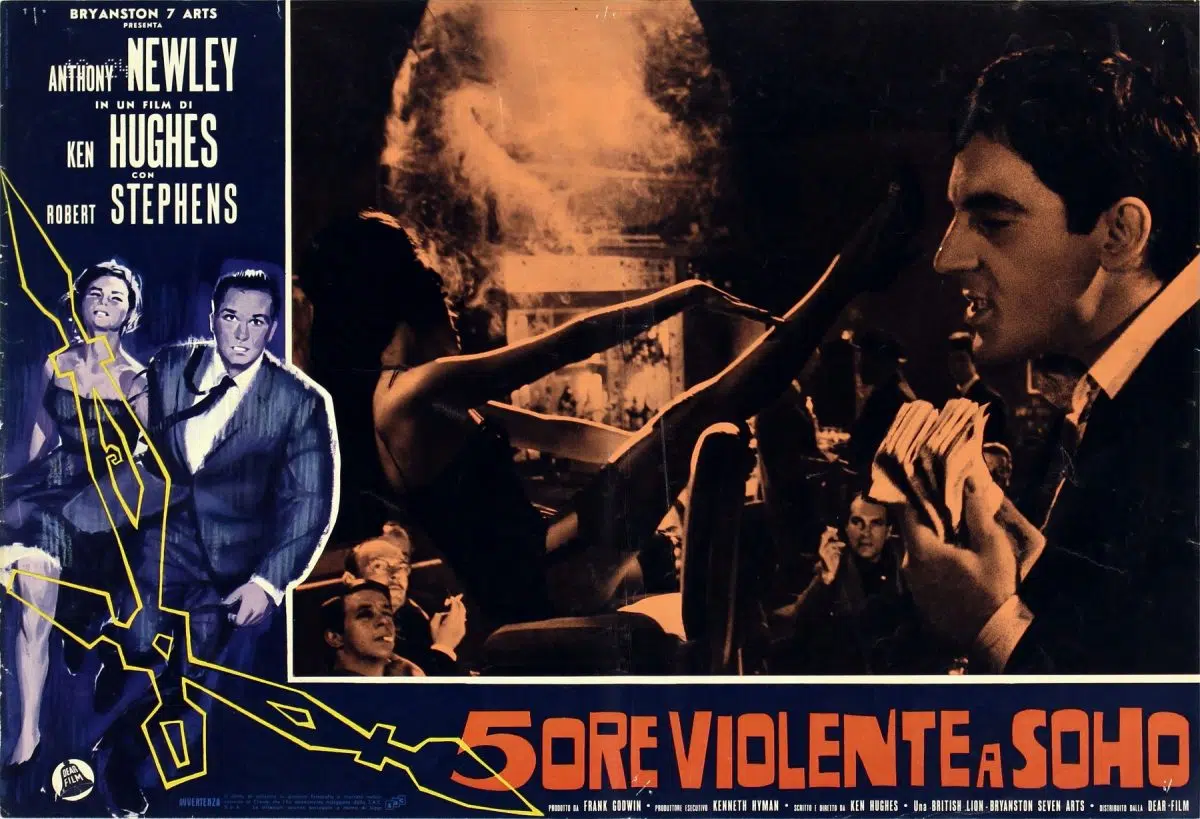 BRYANSTON 7 ARTS
PRESENTA
ANTHONY NEWLEY
IN UN FILM DI
KEN HUGHES
CON
ROBERT STEPHENS
DEAR FILM
AVVERTENZA
5 ORE VIOLENTE A SOHO
PRODOTTO DA FRANK GODWIN • PRODUTTORE ESECUTIVO KENNETH HYMAN • SCRITTO E DIRETTO DA KEN HUGHES • Una BRITISH LION-BRYANSTON SEVEN ARTS • DISTRIBUITO DALLA DEAR-FILM